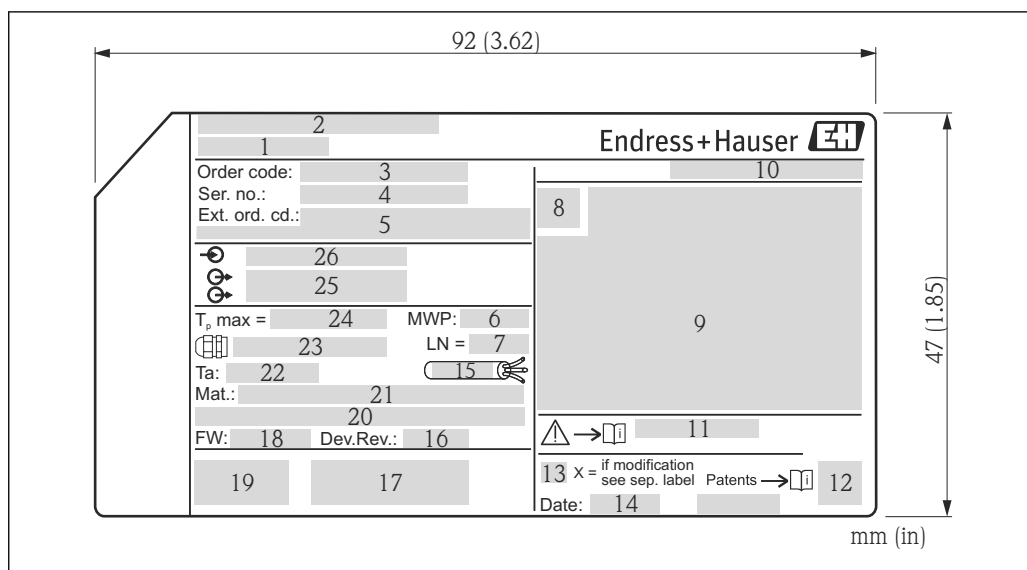 92 (3.62)
2
1
Endress+Hauser EH
10
Order code: 3
Ser. no.: 4
Ext. ord. cd.: 5
8
9
26
25
Tp max = 24 MWP: 6
23 LN = 7
Ta: 22 15
Mat.: 21
20
FW: 18 Dev.Rev.: 16
19 17
i 11
13 X = if modification
see sep. label Patents i 12
Date: 14
47 (1.85)
mm (in)